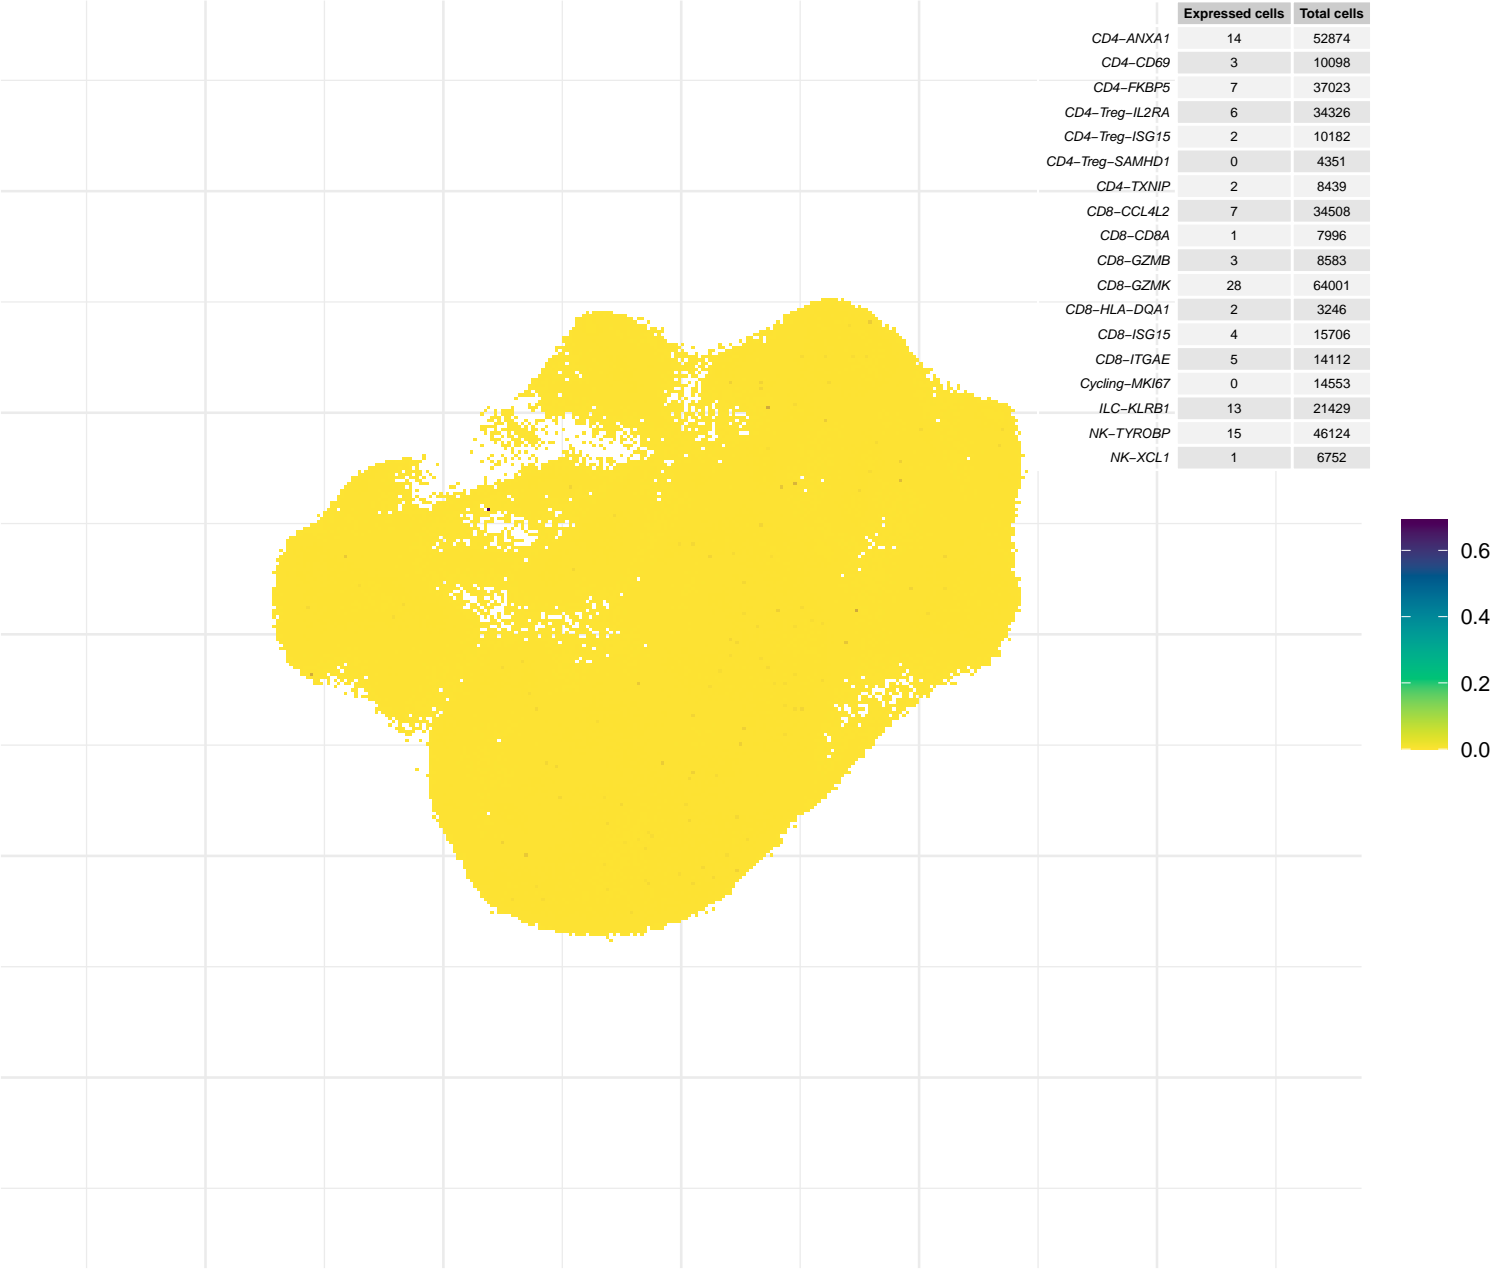 Expressed cells Total cells
CD4−ANXA1 14 52874
CD4−CD69 3 10098
CD4−FKBP5 7 37023
CD4−Treg−IL2RA 6 34326
CD4−Treg−ISG15 2 10182
CD4−Treg−SAMHD1 0 4351
CD4−TXNIP 2 8439
CD8−CCL4L2 7 34508
CD8−CD8A 1 7996
CD8−GZMB 3 8583
CD8−GZMK 28 64001
CD8−HLA−DQA1 2 3246
CD8−ISG15 4 15706
CD8−ITGAE 5 14112
Cycling−MKI67 0 14553
ILC−KLRB1 13 21429
NK−TYROBP 15 46124
NK−XCL1 1 6752
0.6
0.4
0.2
0.0